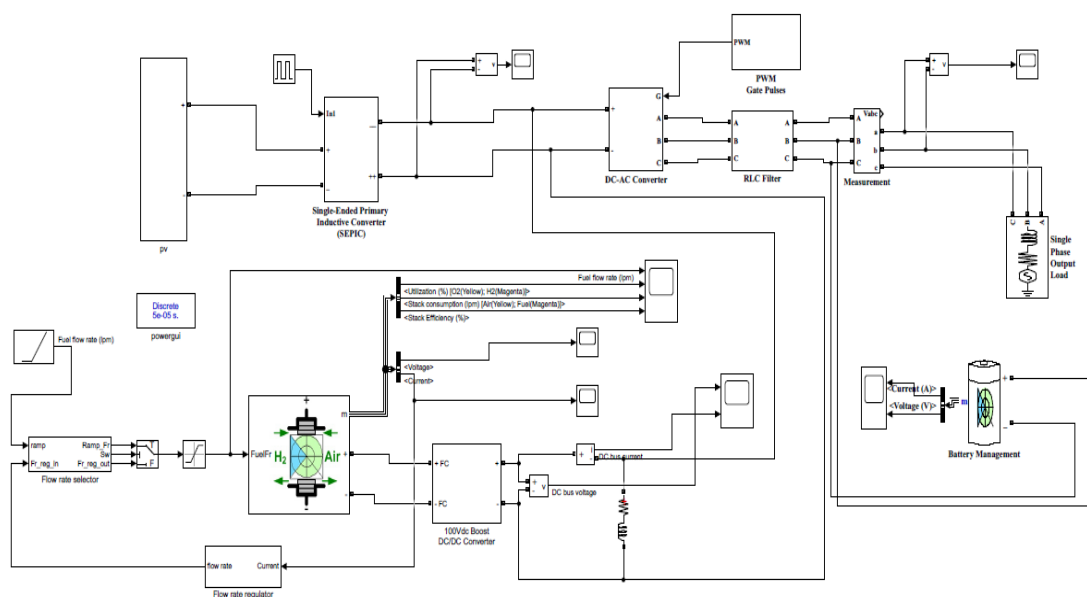 PWM
PWM
Gate Pulses
+
-
v
+
-
v
In1
+
–
—
++
Single-Ended Primary
Inductive Converter
(SEPIC)
+
-
pv
+
-
G
A
B
C
DC-AC Converter
A
B
C
A
B
C
RLC Filter
Vabc
A
B
C
a
b
c
Measurement
C
B
A
Single
Phase
Output
Load
Discrete
5e-05 s.
powergui
Fuel flow rate (lpm)
<Utilization (%) [O2(Yellow); H2(Magenta)]>
<Stack consumption (lpm) [Air(Yellow; Fuel(Magenta)]>
<Stack Efficiency (%)>
<Voltage>
<Current>
Fuel flow rate (lpm)
ramp
Fr_reg_in
Ramp_Fr
Sw
Fr_reg_out
Flow rate selector
T
F
FuelFr
H2
Air
+
-
m
+
-
+ FC
- FC
+
-
100Vdc Boost
DC/DC Converter
+
i
-
DC bus current
+
-
v
DC bus voltage
flow rate
Current
Flow rate regulator
<Current (A)>
<Voltage (V)>
m
+
–
Battery Management